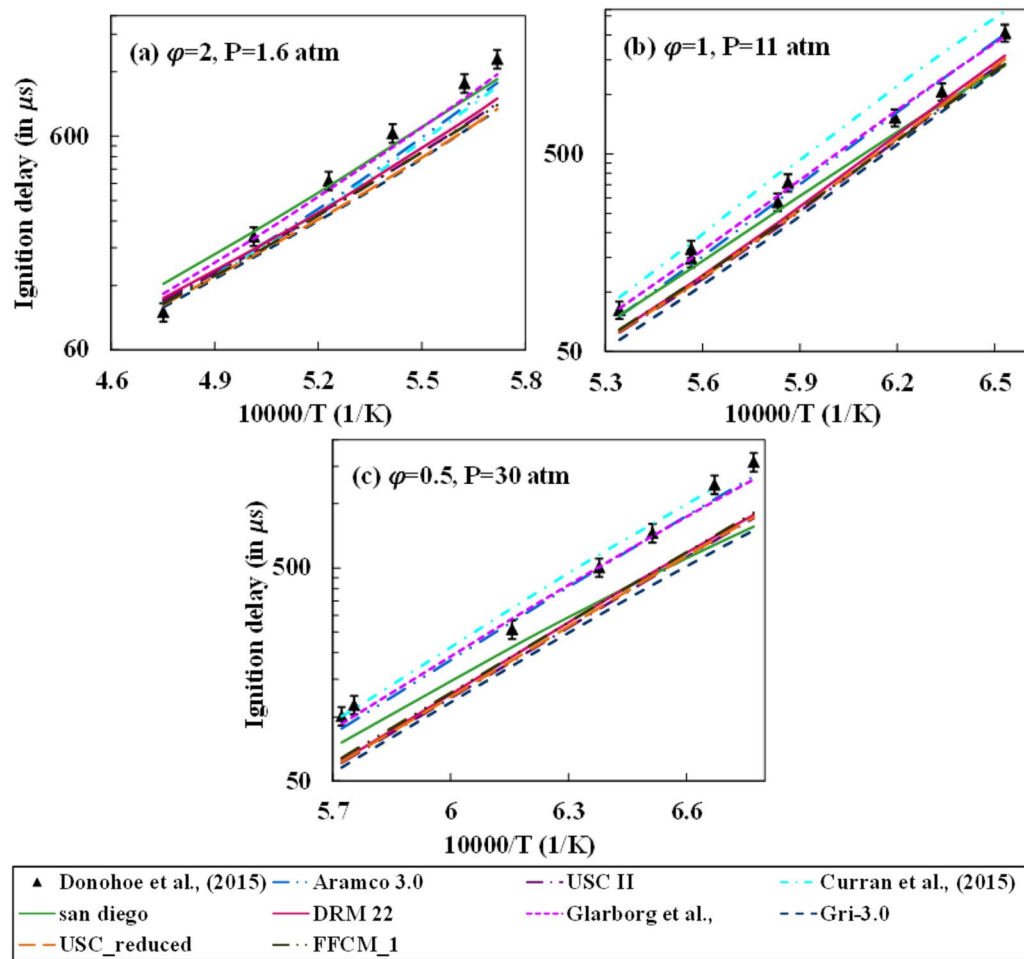 (a) φ=2, P=1.6 atm
Ignition delay (in μs)
600
60
4.6 4.9 5.2 5.5 5.8
10000/T (1/K)
(b) φ=1, P=11 atm
Ignition delay (in μs)
500
50
5.3 5.6 5.9 6.2 6.5
10000/T (1/K)
(c) φ=0.5, P=30 atm
Ignition delay (in μs)
500
50
5.7 6 6.3 6.6
10000/T (1/K)
Donohoe et al., (2015) Aramco 3.0 USC II Curran et al., (2015)
san diego DRM 22 Glarborg et al., Gri-3.0
USC_reduced FFCM_1